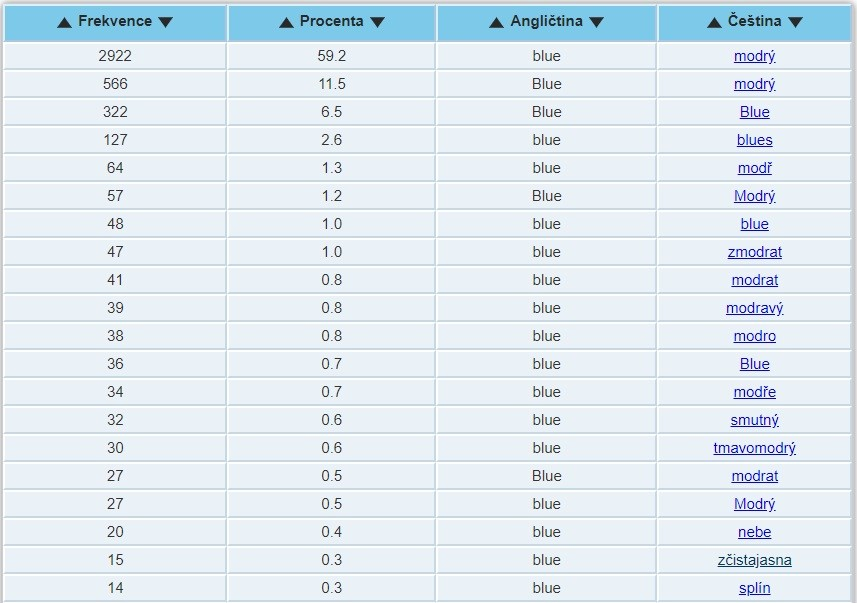 ▲ Frekvence ▼ ▲ Procenta ▼ ▲ Angličtina ▼ ▲ Čeština ▼
2922 59.2 blue modrý
566 11.5 Blue modrý
322 6.5 Blue Blue
127 2.6 blue blues
64 1.3 blue modř
57 1.2 Blue Modrý
48 1.0 blue blue
47 1.0 blue zmodrat
41 0.8 blue modrat
39 0.8 blue modravý
38 0.8 blue modro
36 0.7 blue Blue
34 0.7 blue modře
32 0.6 blue smutný
30 0.6 blue tmavomodrý
27 0.5 Blue modrat
27 0.5 blue Modrý
20 0.4 blue nebe
15 0.3 blue zčistajasna
14 0.3 blue splín